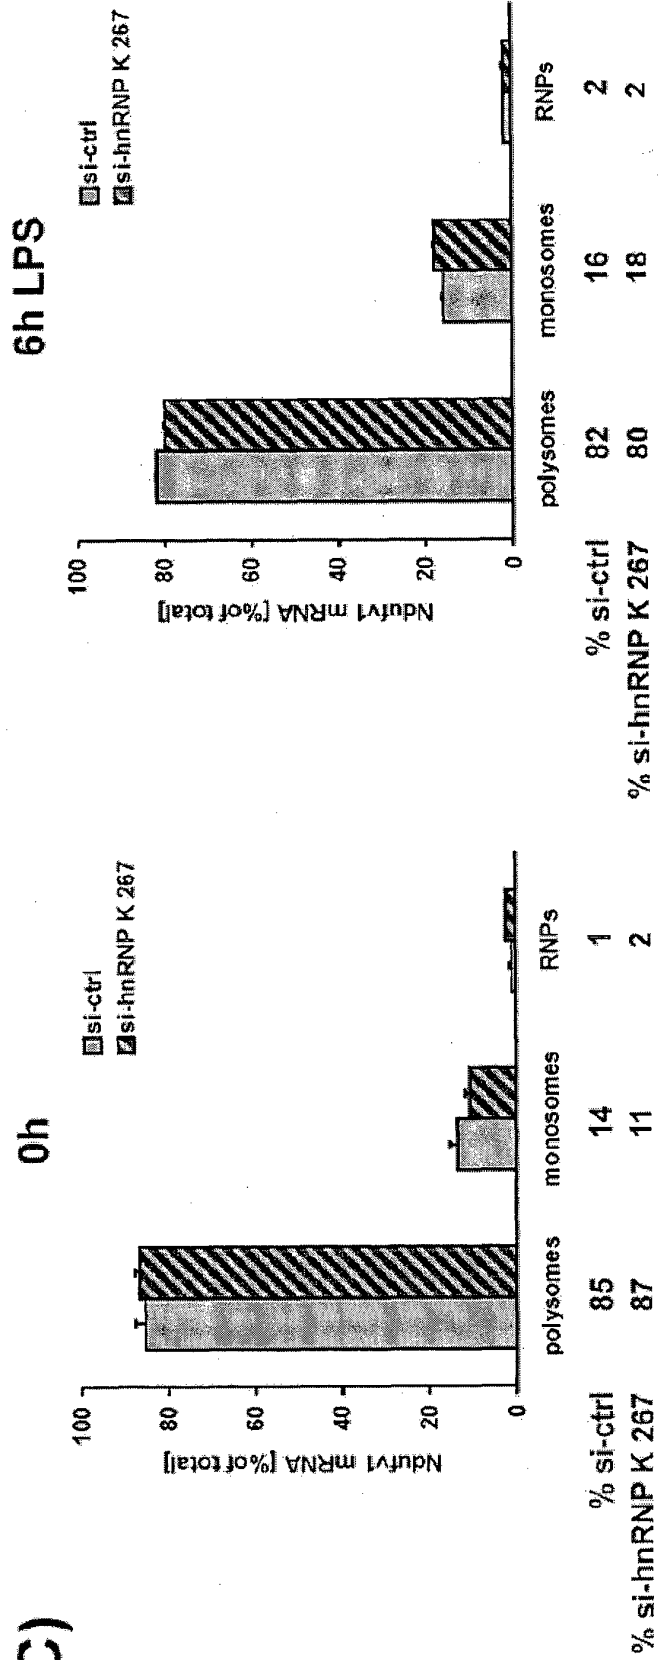 C)
0h
si-ctrl
si-hnRNP K 267
Ndufv1 mRNA [% of total]
100
80
60
40
20
0
polysomes monosomes RNPs
% si-ctrl 85 14 1
% si-hnRNP K 267 87 11 2
6h LPS
si-ctrl
si-hnRNP K 267
Ndufv1 mRNA [% of total]
100
80
60
40
20
0
polysomes monosomes RNPs
% si-ctrl 82 16 2
% si-hnRNP K 267 80 18 2